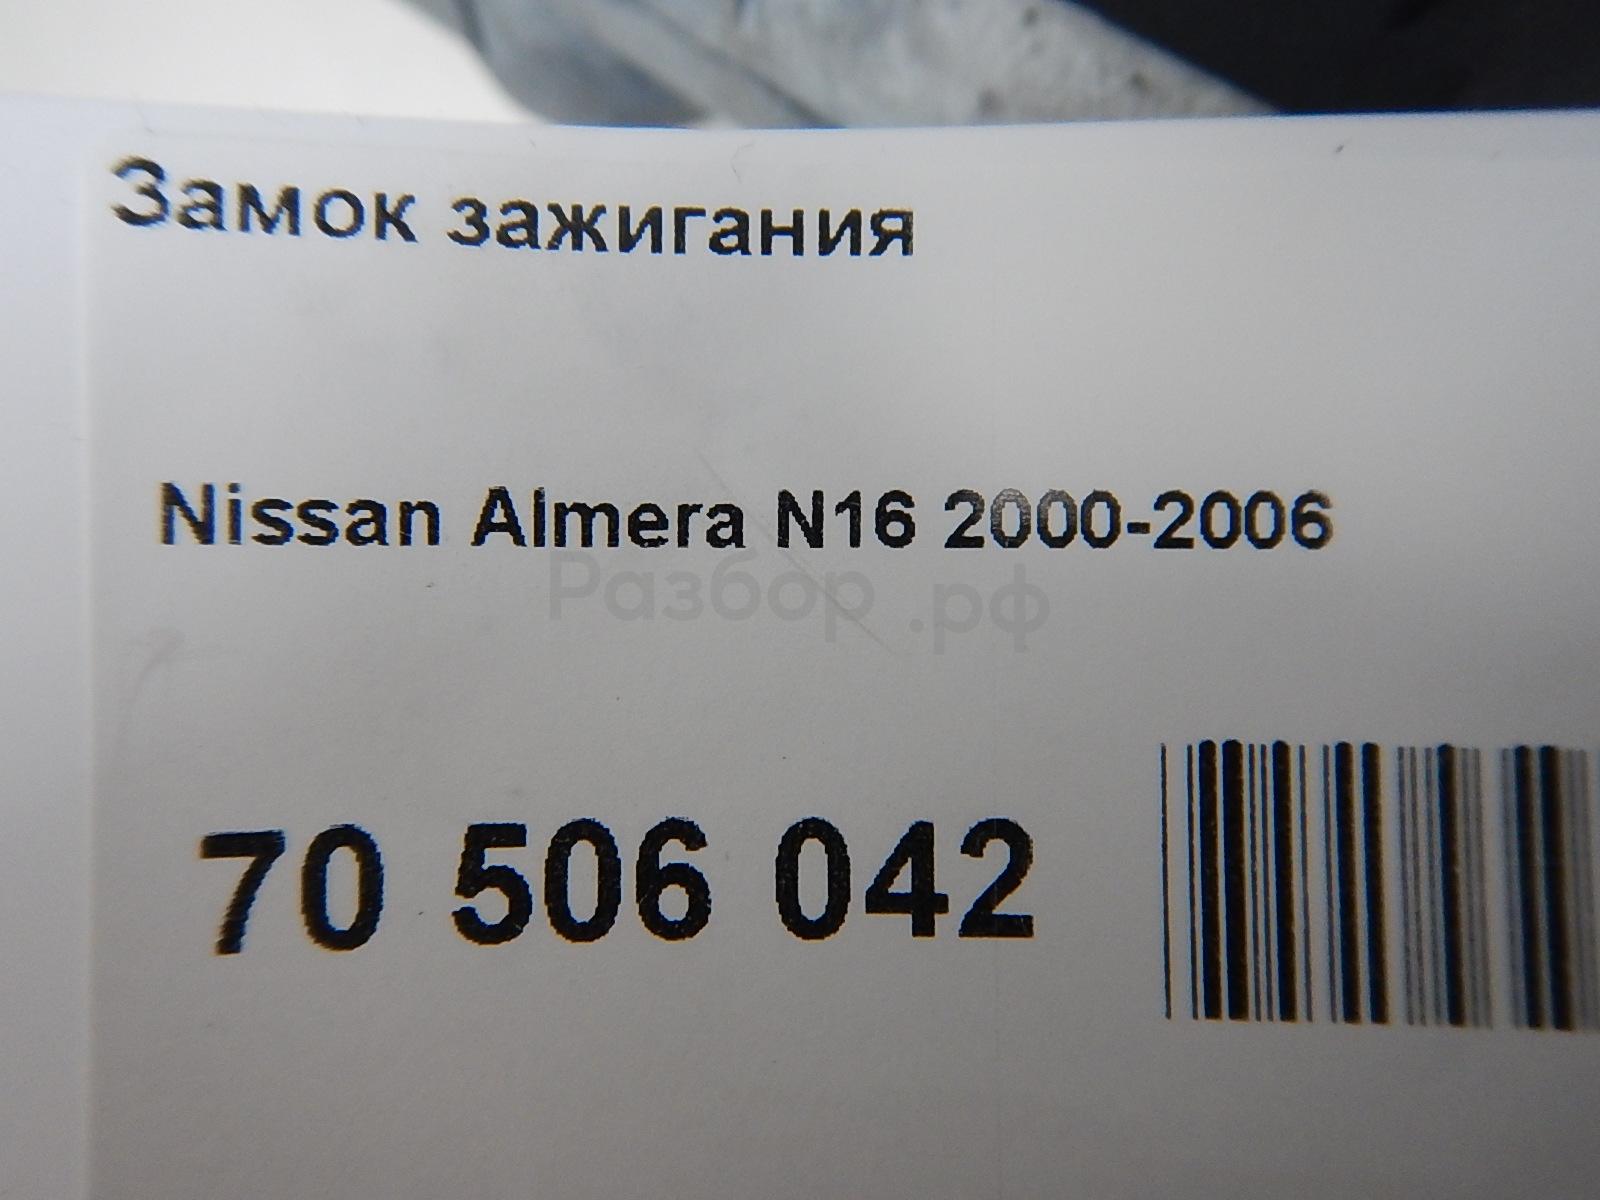 Замок зажигания
Nissan Almera N16 2000-2006
Разбор.рф
70 506 042